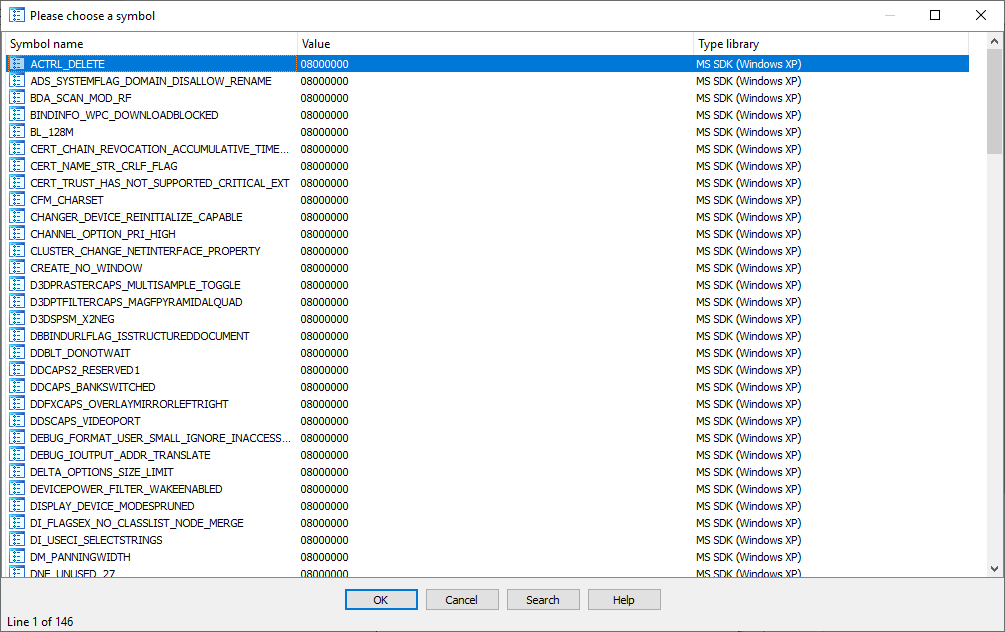 Please choose a symbol
Symbol name Value Type library
ACTRL_DELETE 08000000 MS SDK (Windows XP)
ADS_SYSTEMFLAG_DOMAIN_DISALLOW_RENAME 08000000 MS SDK (Windows XP)
BDA_SCAN_MOD_RF 08000000 MS SDK (Windows XP)
BINDINFO_WPC_DOWNLOADBLOCKED 08000000 MS SDK (Windows XP)
BL_128M 08000000 MS SDK (Windows XP)
CERT_CHAIN_REVOCATION_ACCUMULATIVE_TIME... 08000000 MS SDK (Windows XP)
CERT_NAME_STR_CRLF_FLAG 08000000 MS SDK (Windows XP)
CERT_TRUST_HAS_NOT_SUPPORTED_CRITICAL_EXT 08000000 MS SDK (Windows XP)
CFM_CHARSET 08000000 MS SDK (Windows XP)
CHANGER_DEVICE_REINITIALIZE_CAPABLE 08000000 MS SDK (Windows XP)
CHANNEL_OPTION_PRI_HIGH 08000000 MS SDK (Windows XP)
CLUSTER_CHANGE_NETINTERFACE_PROPERTY 08000000 MS SDK (Windows XP)
CREATE_NO_WINDOW 08000000 MS SDK (Windows XP)
D3DPRASTERCAPS_MULTISAMPLE_TOGGLE 08000000 MS SDK (Windows XP)
D3DPTFILTERCAPS_MAGFPYRAMIDALQUAD 08000000 MS SDK (Windows XP)
D3DSPSM_X2NEG 08000000 MS SDK (Windows XP)
DBBINDURLFLAG_ISSTRUCTUREDDOCUMENT 08000000 MS SDK (Windows XP)
DDBLT_DONOTWAIT 08000000 MS SDK (Windows XP)
DDCAPS2_RESERVED1 08000000 MS SDK (Windows XP)
DDCAPS_BANKSWITCHED 08000000 MS SDK (Windows XP)
DDFXCAPS_OVERLAYMIRRORLEFTRIGHT 08000000 MS SDK (Windows XP)
DDSCAPS_VIDEOPORT 08000000 MS SDK (Windows XP)
DEBUG_FORMAT_USER_SMALL_IGNORE_INACCESS... 08000000 MS SDK (Windows XP)
DEBUG_IOUTPUT_ADDR_TRANSLATE 08000000 MS SDK (Windows XP)
DELTA_OPTIONS_SIZE_LIMIT 08000000 MS SDK (Windows XP)
DEVICEPOWER_FILTER_WAKEENABLED 08000000 MS SDK (Windows XP)
DISPLAY_DEVICE_MODESPRUNED 08000000 MS SDK (Windows XP)
DI_FLAGSEX_NO_CLASSLIST_NODE_MERGE 08000000 MS SDK (Windows XP)
DI_USECI_SELECTSTRINGS 08000000 MS SDK (Windows XP)
DM_PANNINGWIDTH 08000000 MS SDK (Windows XP)
DNF_UNUSED_27 08000000 MS SDK (Windows XP)
OK Cancel Search Help
Line 1 of 146